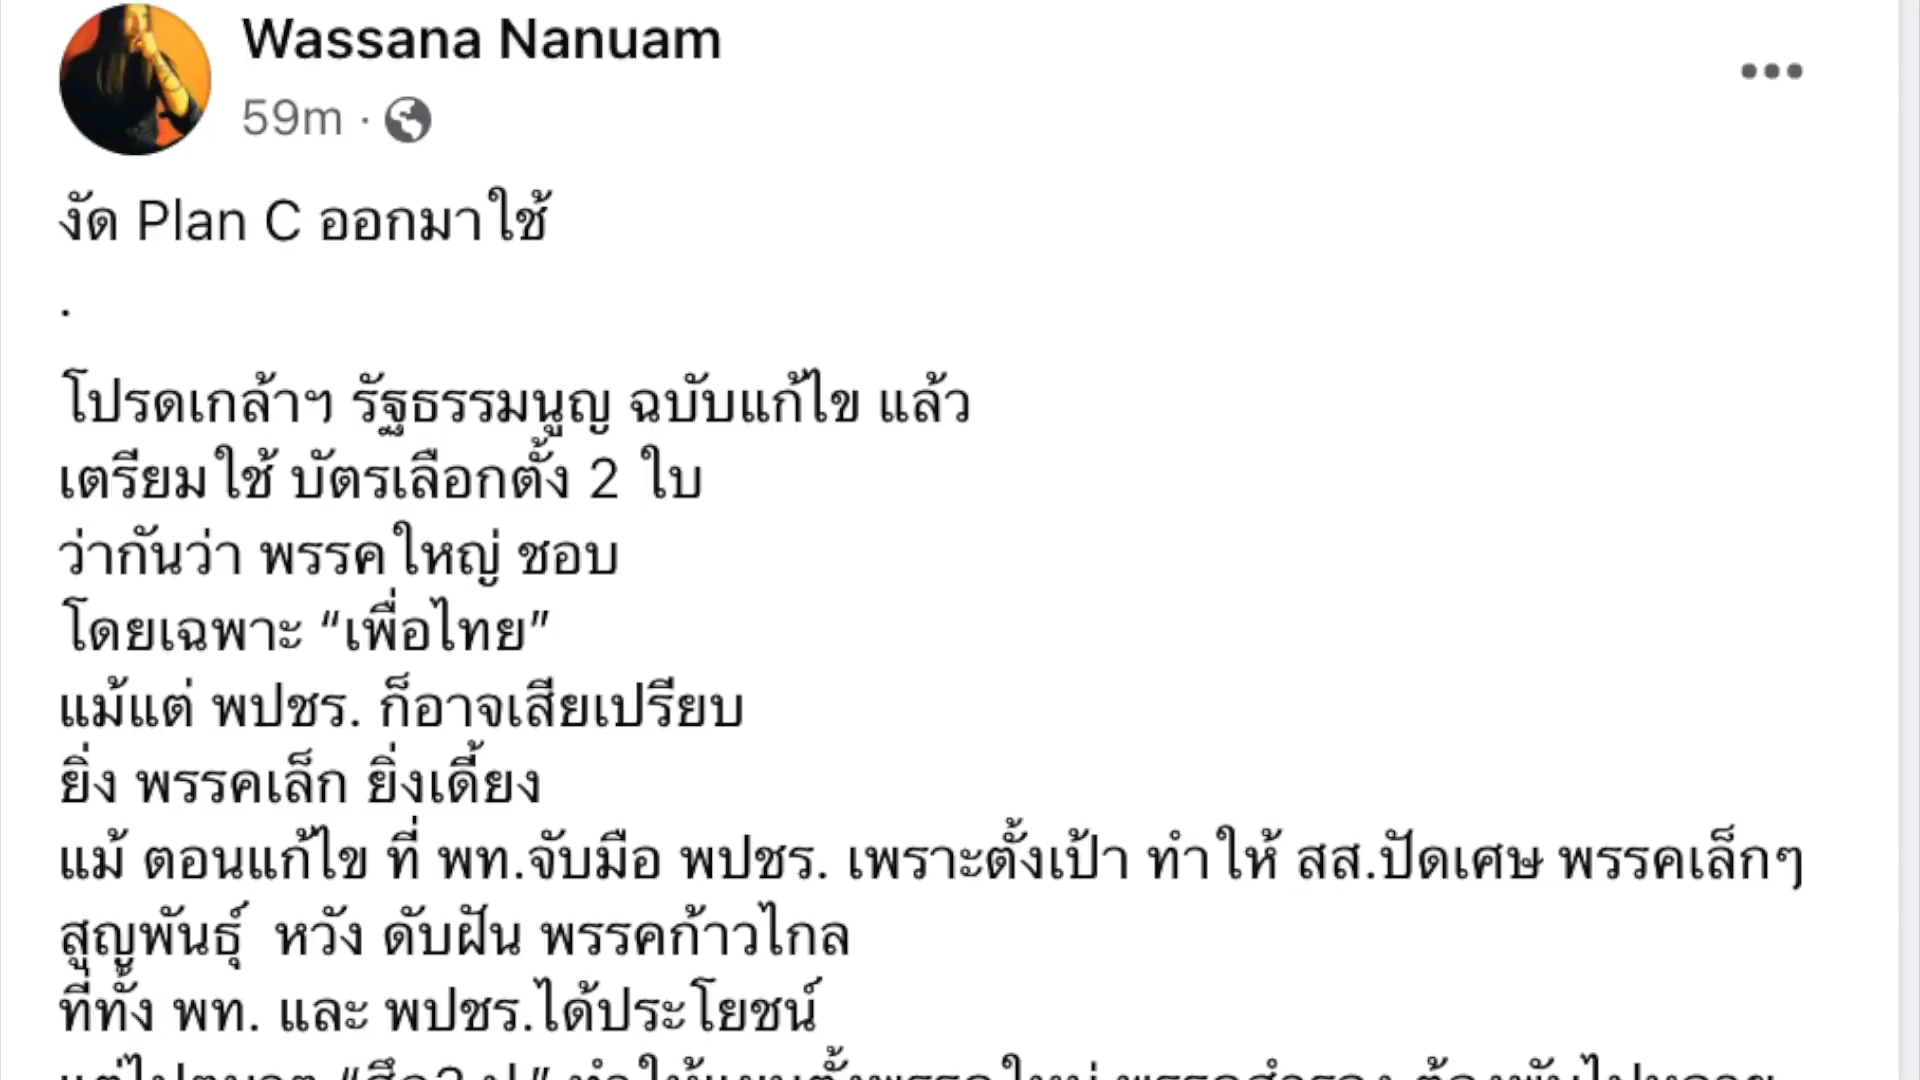 Wassana Nanuam
59m ·
งัด Plan C ออกมาใช้
.
โปรดเกล้าฯ รัฐธรรมนูญ ฉบับแก้ไข แล้ว
เตรียมใช้ บัตรเลือกตั้ง 2 ใบ
ว่ากันว่า พรรคใหญ่ ชอบ
โดยเฉพาะ “เพื่อไทย”
แม้แต่ พปชร. ก็อาจเสียเปรียบ
ยิ่ง พรรคเล็ก ยิ่งเดี้ยง
แม้ ตอนแก้ไข ที่ พท.จับมือ พปชร. เพราะตั้งเป้า ทำให้ สส.ปัดเศษ พรรคเล็กๆ
สูญพันธุ์ หวัง ดับฝัน พรรคก้าวไกล
ที่ทั้ง พท. และ พปชร.ได้ประโยชน์